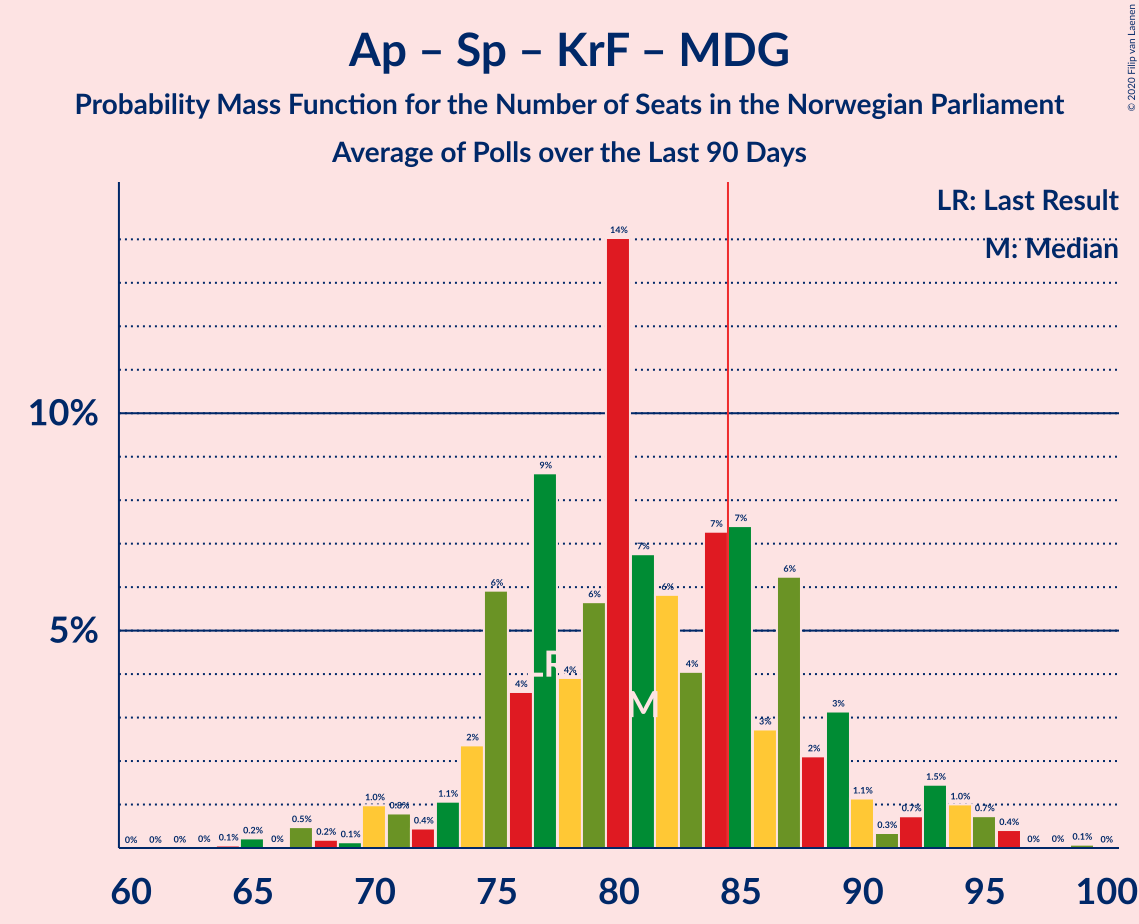 © 2020 Filip van Laenen
Ap – Sp – KrF – MDG
Probability Mass Function for the Number of Seats in the Norwegian Parliament
Average of Polls over the Last 90 Days
LR: Last Result
M: Median
10%
5%
0% 0% 0% 0% 0.1% 0.2% 0% 0.5% 0.2% 0.1% 1.0% 0.8% 0.4% 1.1% 2% 6% 4% 9% 4% 6% 14% 7% 6% 4% 7% 7% 3% 6% 2% 3% 1.1% 0.3% 0.7% 1.5% 1.0% 0.7% 0.4% 0% 0% 0.1% 0%
LR
M
60 65 70 75 80 85 90 95 100